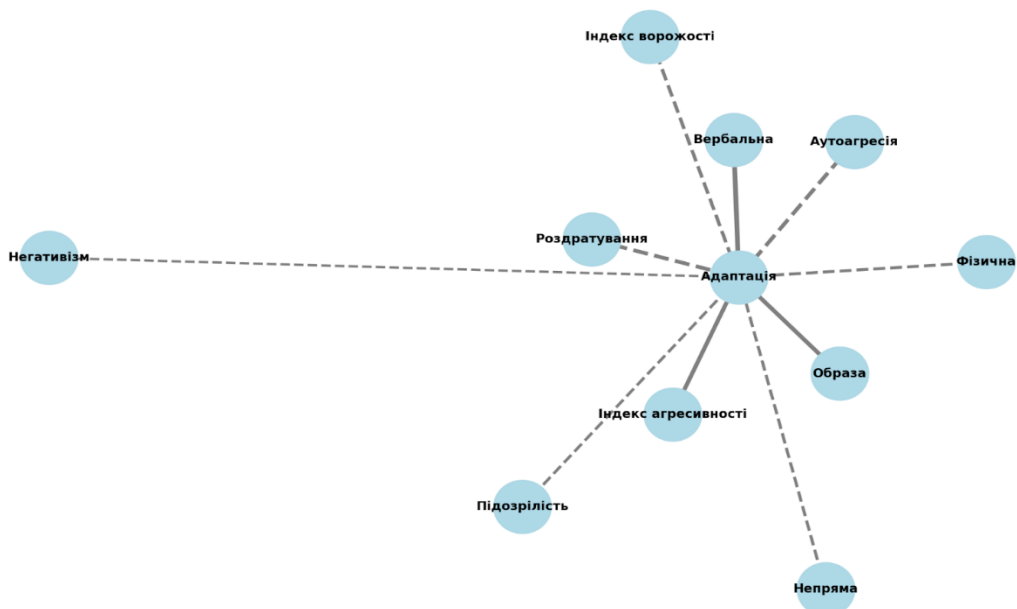 Індекс ворожості
Вербальна
Аутоагресія
Роздратування
Негативізм
Фізична
Адаптація
Образа
Індекс агресивності
Підозрілість
Непряма